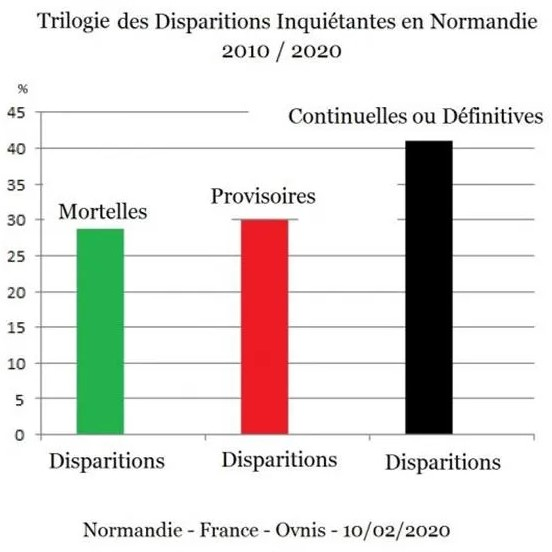 Trilogie des Disparitions Inquiétantes en Normandie
2010 / 2020
%
45
Continuelles ou Définitives
40
35
Provisoires
Mortelles
30
25
20
15
10
5
0
Disparitions Disparitions Disparitions
Normandie - France - Ovnis - 10/02/2020